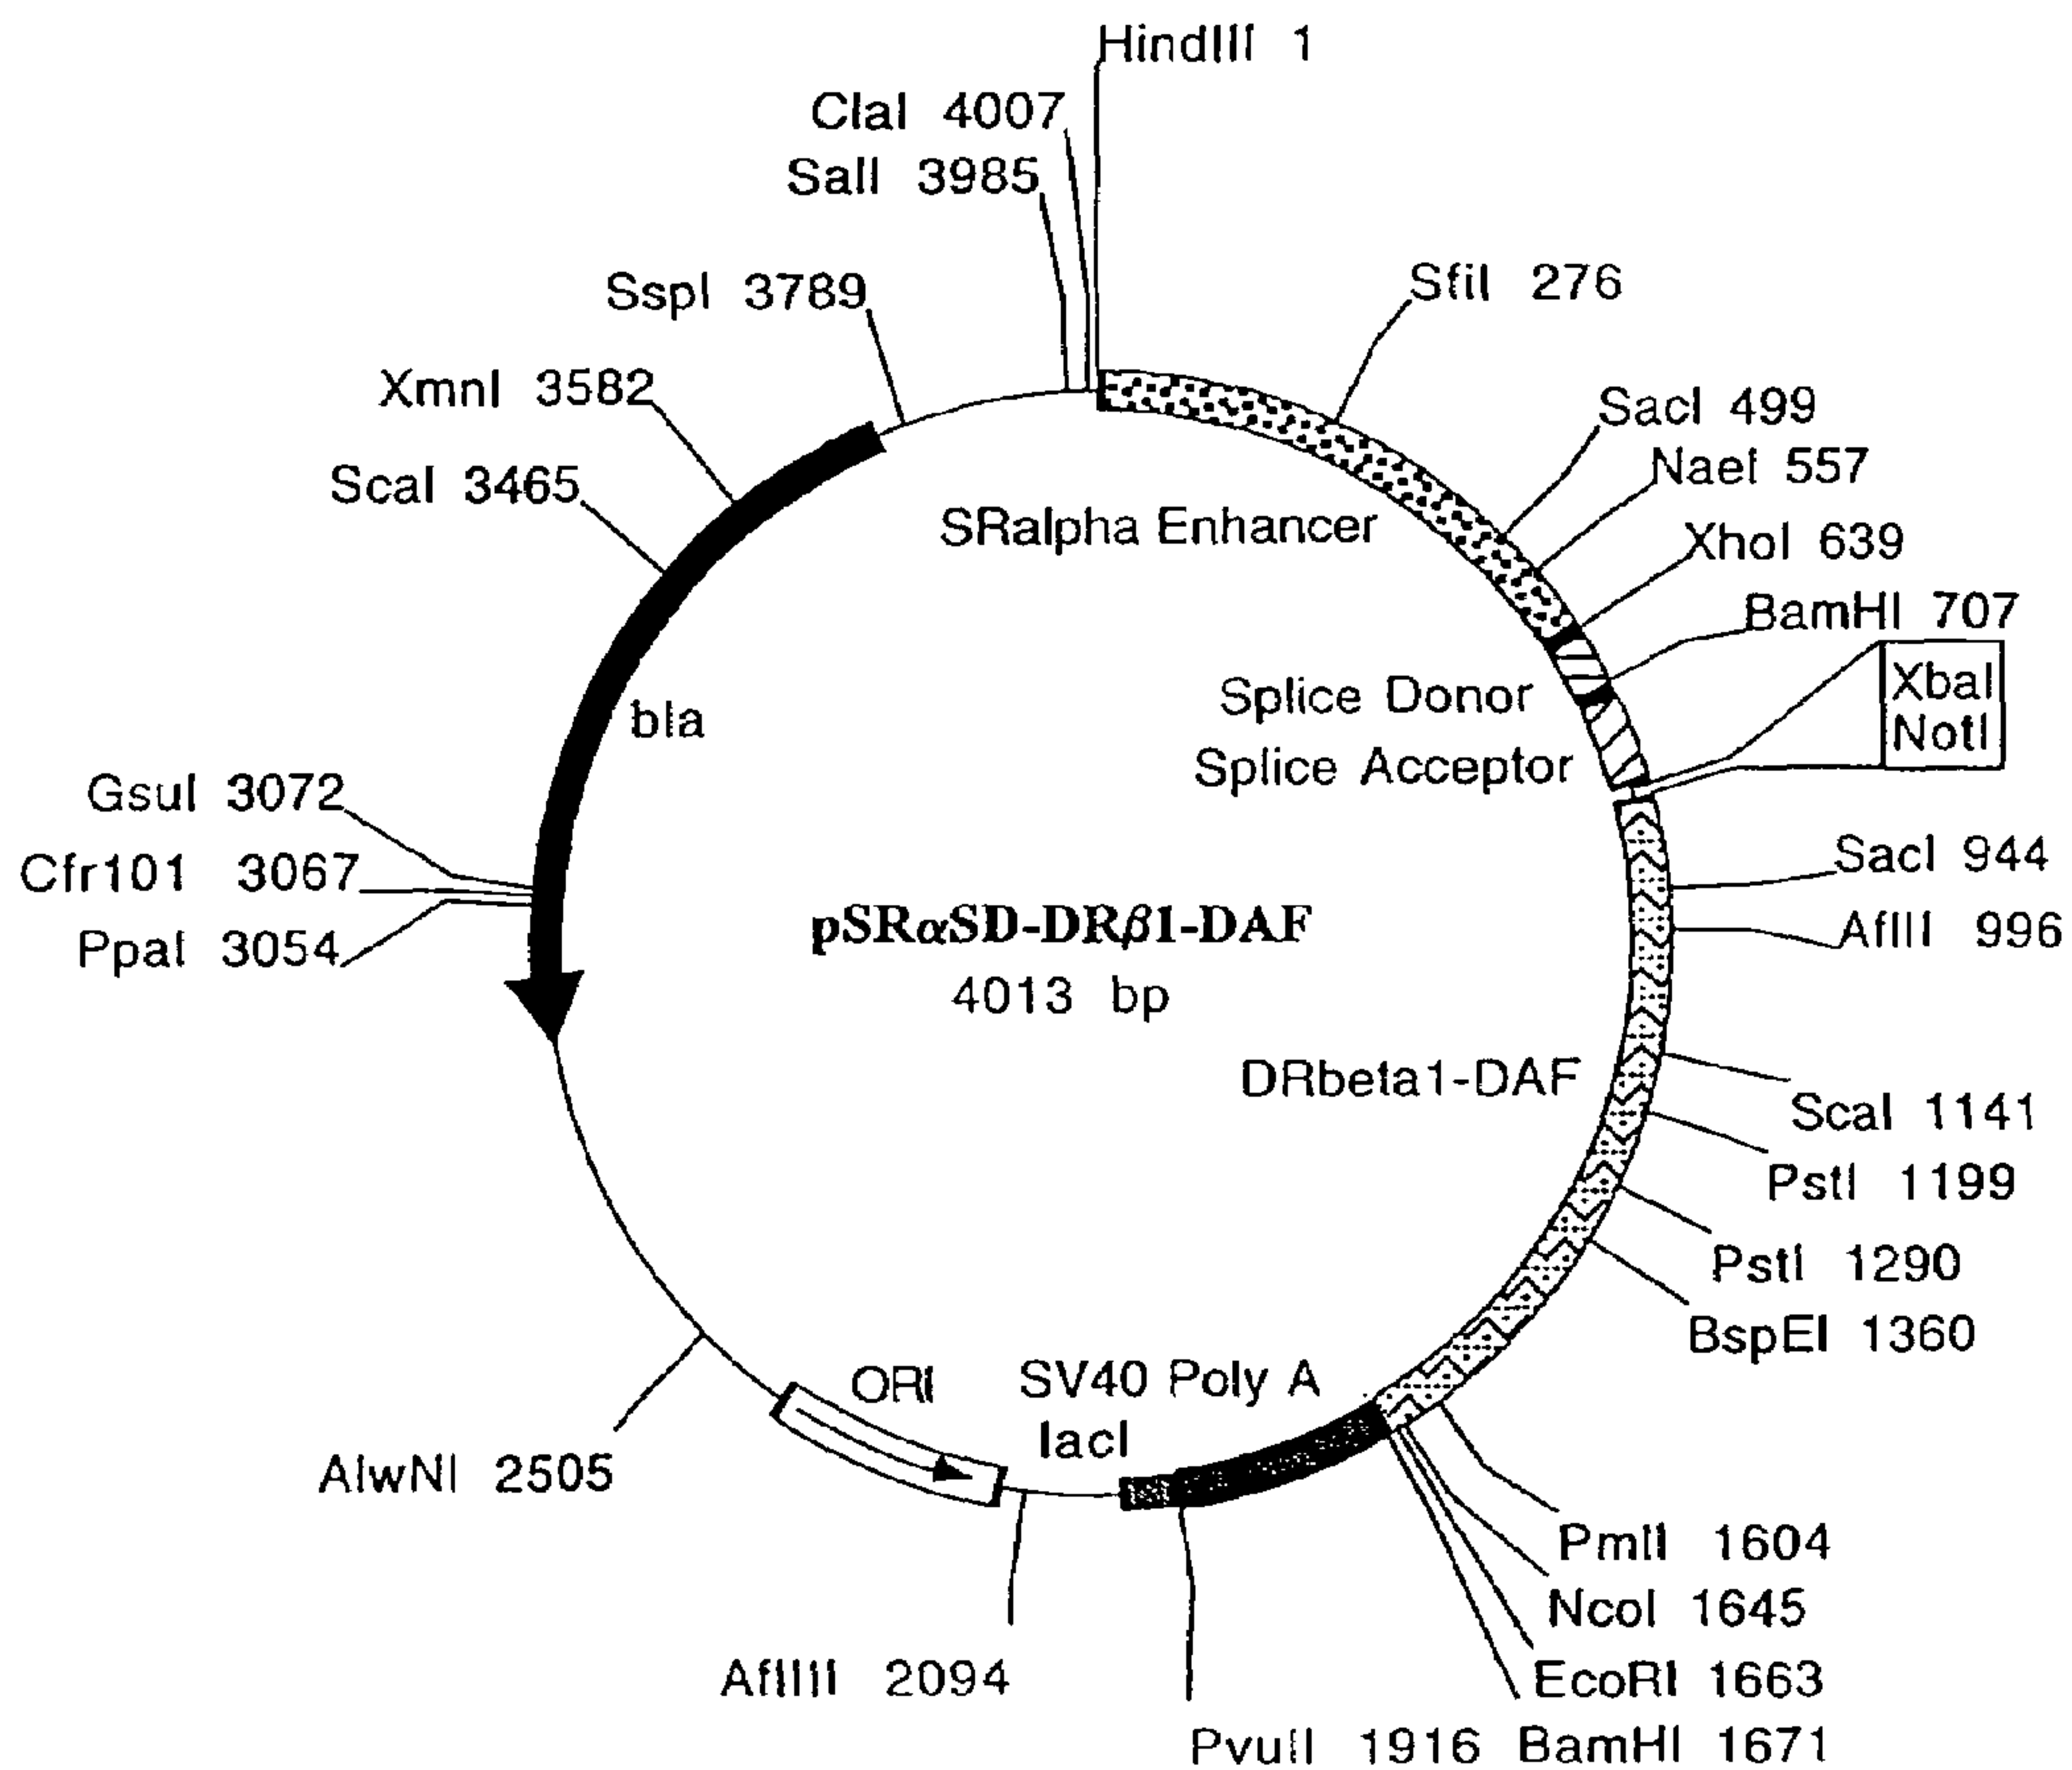 HindIII 1
ClaI 4007
SalI 3985
SspI 3789
XmnI 3582
ScaI 3465
SfiI 276
SacI 499
NaeI 557
XhoI 639
BamHI 707
XbaI
NotI
SRalpha Enhancer
Splice Donor
Splice Acceptor
bla
GsuI 3072
Cfr101 3067
PpaI 3054
pSRαSD-DRβ1-DAF
4013 bp
SacI 944
AflII 996
DRbeta1-DAF
ScaI 1141
PstI 1199
PstI 1290
BspEI 1360
ORI
SV40 Poly A
lacI
AlwNI 2505
AflIII 2094
PmlI 1604
NcoI 1645
EcoRI 1663
PvuII 1916
BamHI 1671